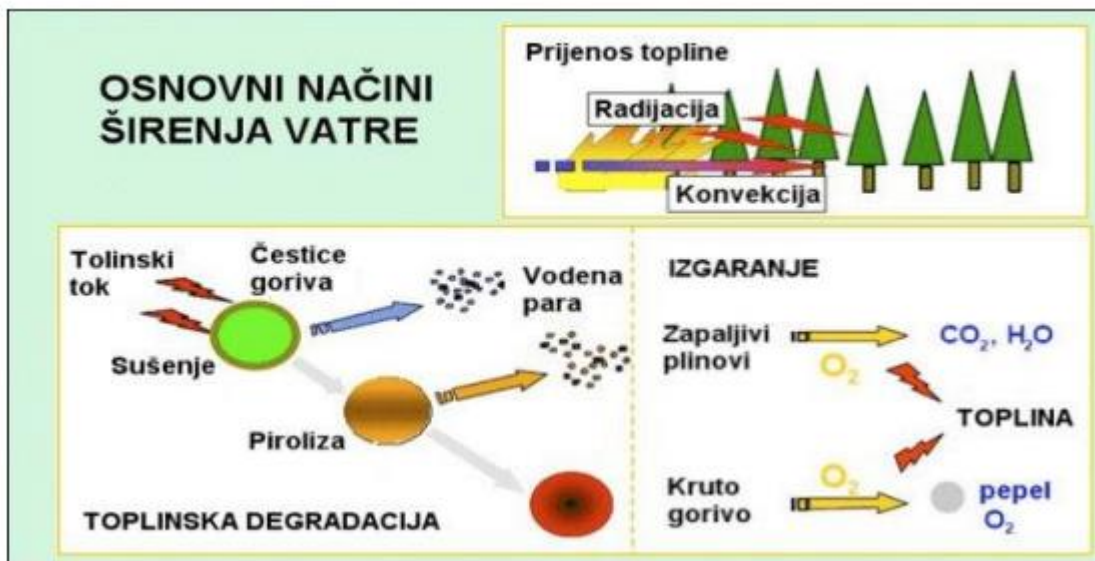 OSNOVNI NAČINI
ŠIRENJA VATRE
Prijenos topline
Radijacija
Konvekcija
Tolinski
tok
Čestice
goriva
Vodena
para
Sušenje
Piroliza
TOPLINSKA DEGRADACIJA
IZGARANJE
Zapaljivi
plinovi
O₂
CO₂, H₂O
TOPLINA
Kruto
gorivo
O₂
pepel
O₂